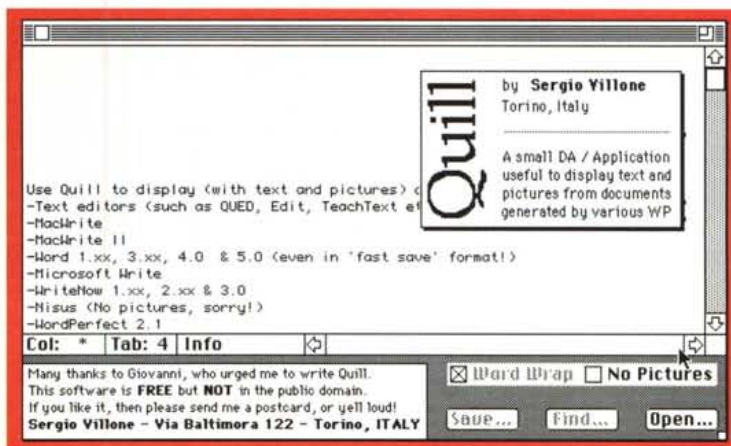 Quill
by Sergio Villone
Torino, Italy
A small DA / Application
useful to display text and
pictures from documents
generated by various WP
Use Quill to display (with text and pictures)
-Text editors (such as QUED, Edit, TeachText
-MacWrite
-MacWrite II
-Word 1.xx, 3.xx, 4.0 & 5.0 (even in 'fast save' format!)
-Microsoft Write
-WriteNow 1.xx, 2.xx & 3.0
-Nisus (No pictures, sorry!)
-WordPerfect 2.1
Col: * Tab: 4 Info
Many thanks to Giovanni, who urged me to write Quill.
This software is FREE but NOT in the public domain.
If you like it, then please send me a postcard, or yell loud!
Sergio Villone - Via Baltimora 122 - Torino, ITALY
Word Wrap No Pictures
Save... Find... Open...